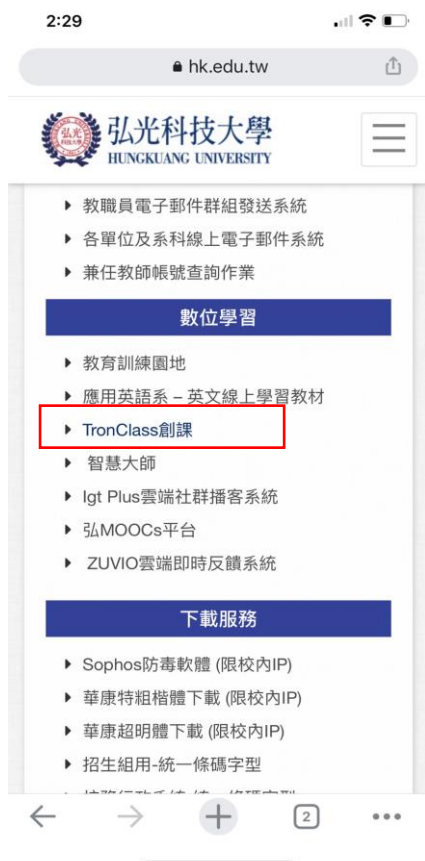 2:29
hk.edu.tw
弘光科技大學
HUNGKUANG UNIVERSITY
教職員電子郵件群組發送系統
各單位及系科線上電子郵件系統
兼任教師帳號查詢作業
數位學習
教育訓練園地
應用英語系 – 英文線上學習教材
TronClass創課
智慧大師
Igt Plus雲端社群播客系統
弘MOOCs平台
ZUVIO雲端即時反饋系統
下載服務
Sophos防毒軟體 (限校內IP)
華康特粗楷體下載 (限校內IP)
華康超明體下載 (限校內IP)
招生組用-統一條碼字型
2